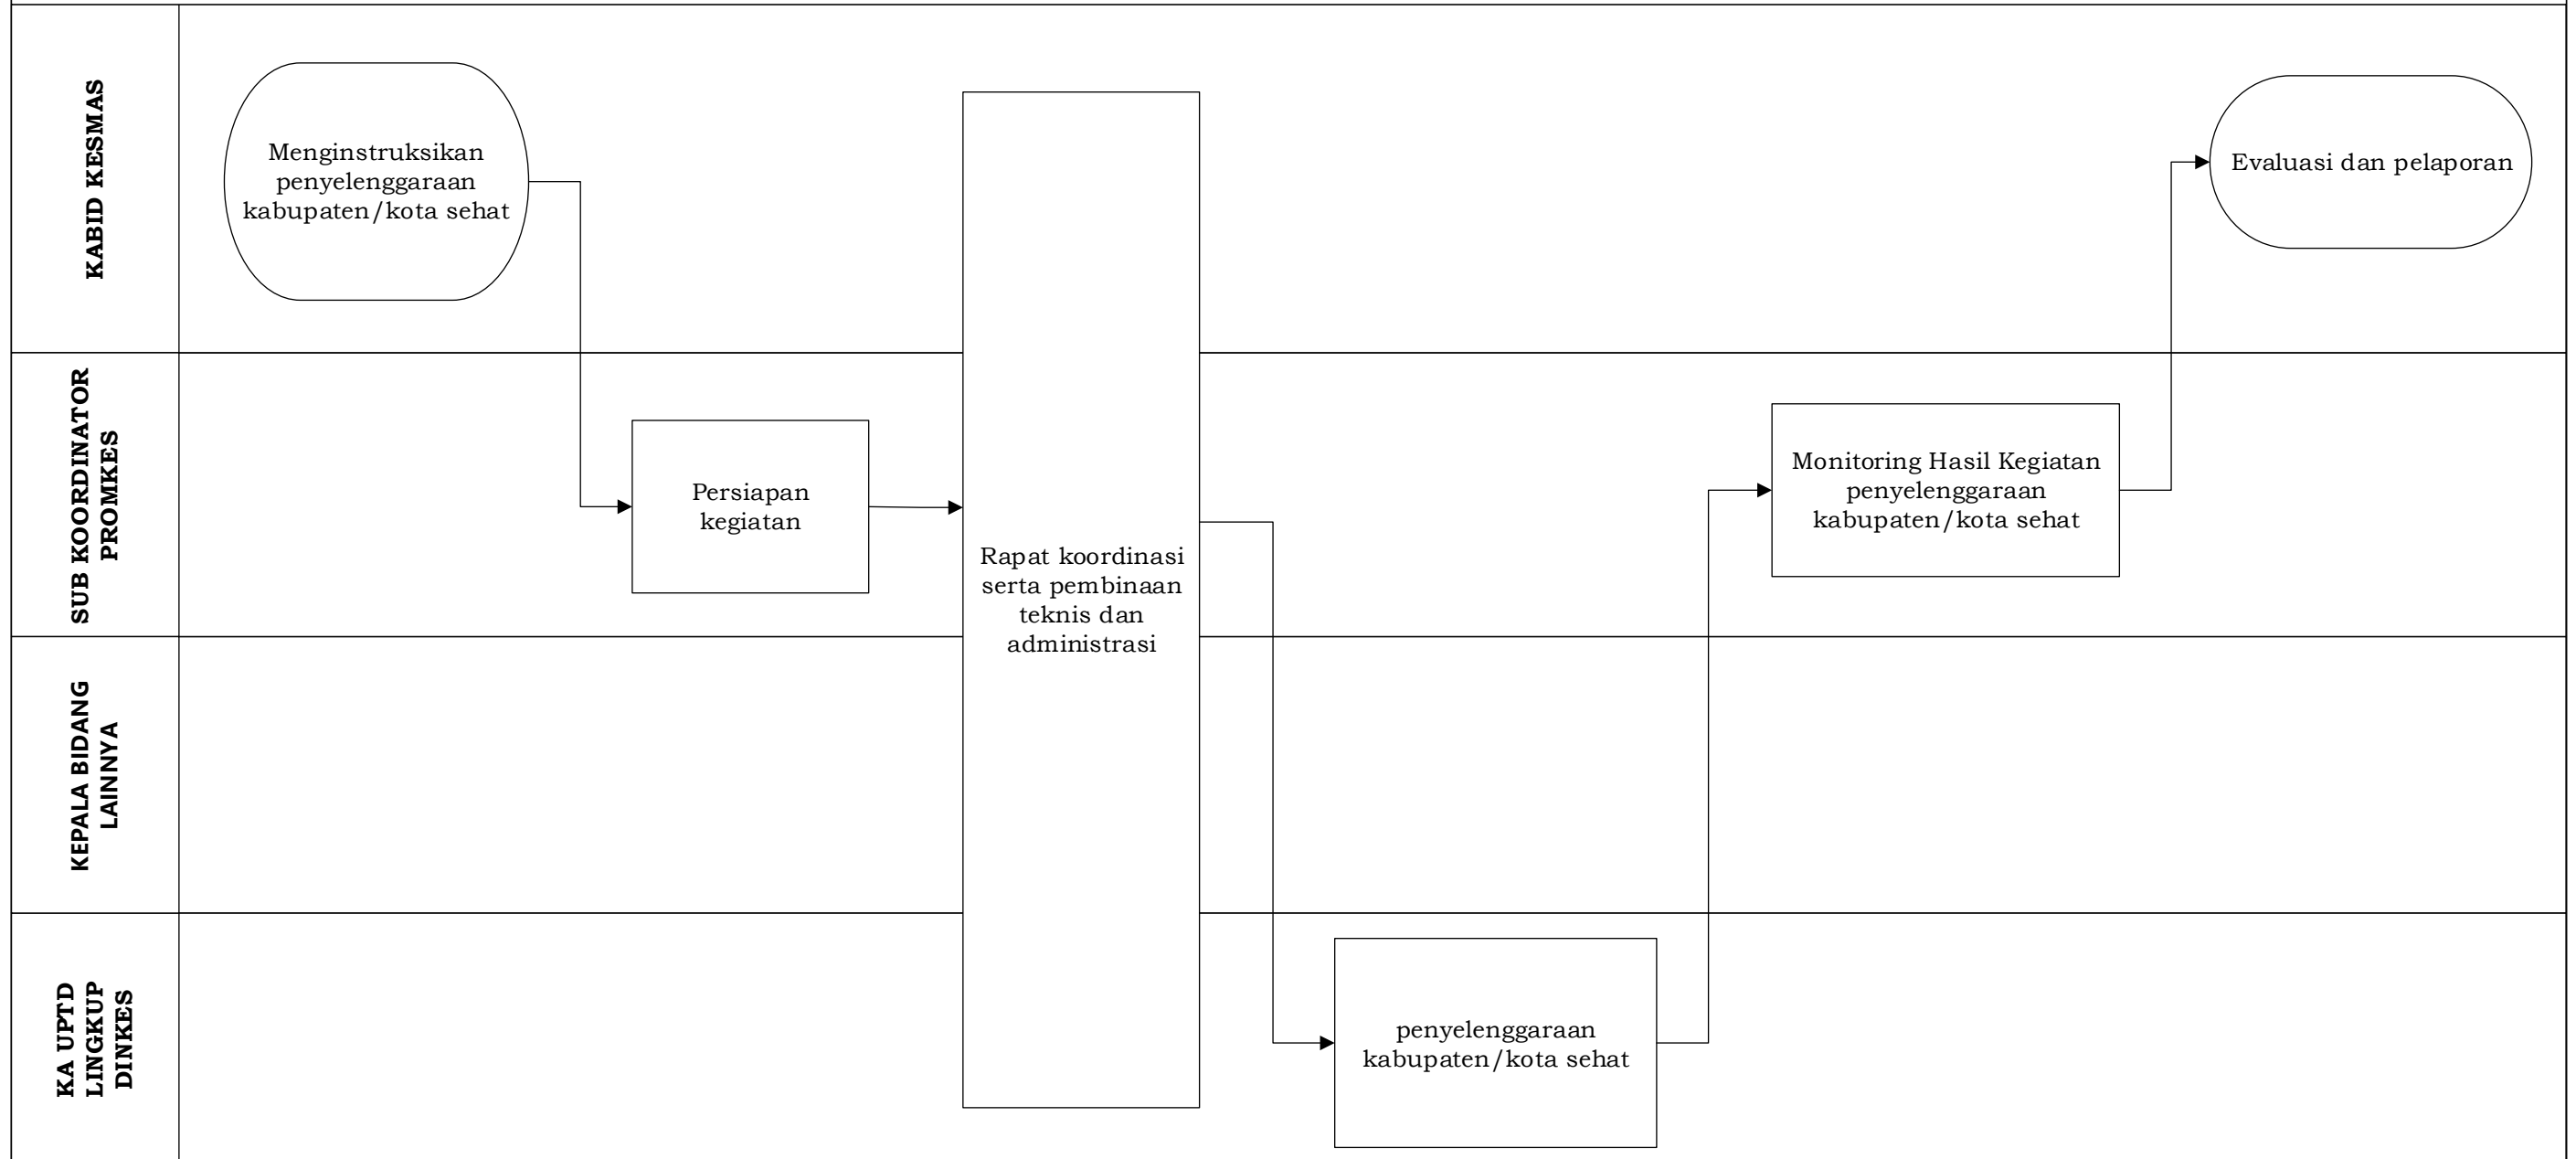 KABID KESMAS
Menginstruksikan
penyelenggaraan
kabupaten/kota sehat
Evaluasi dan pelaporan
SUB KOORDINATOR
PROMKES
Persiapan
kegiatan
Rapat koordinasi
serta pembinaan
teknis dan
administrasi
Monitoring Hasil Kegiatan
penyelenggaraan
kabupaten/kota sehat
KEPALA BIDANG
LAINNYA
KA UPTD
LINGKUP
DINKES
penyelenggaraan
kabupaten/kota sehat